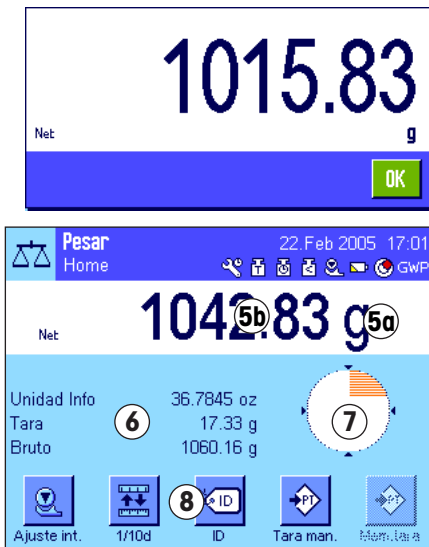 1015.83
Net g
OK
Pesar 22.Feb 2005 17:01
Home GWP
Net 1042.83 g 5b 5a
Unidad Info 36.7845 oz
Tara 17.33 g
Bruto 1060.16 g
6 7
8 ID
Ajuste int. 1/10d ID Tara man. Mem.tara